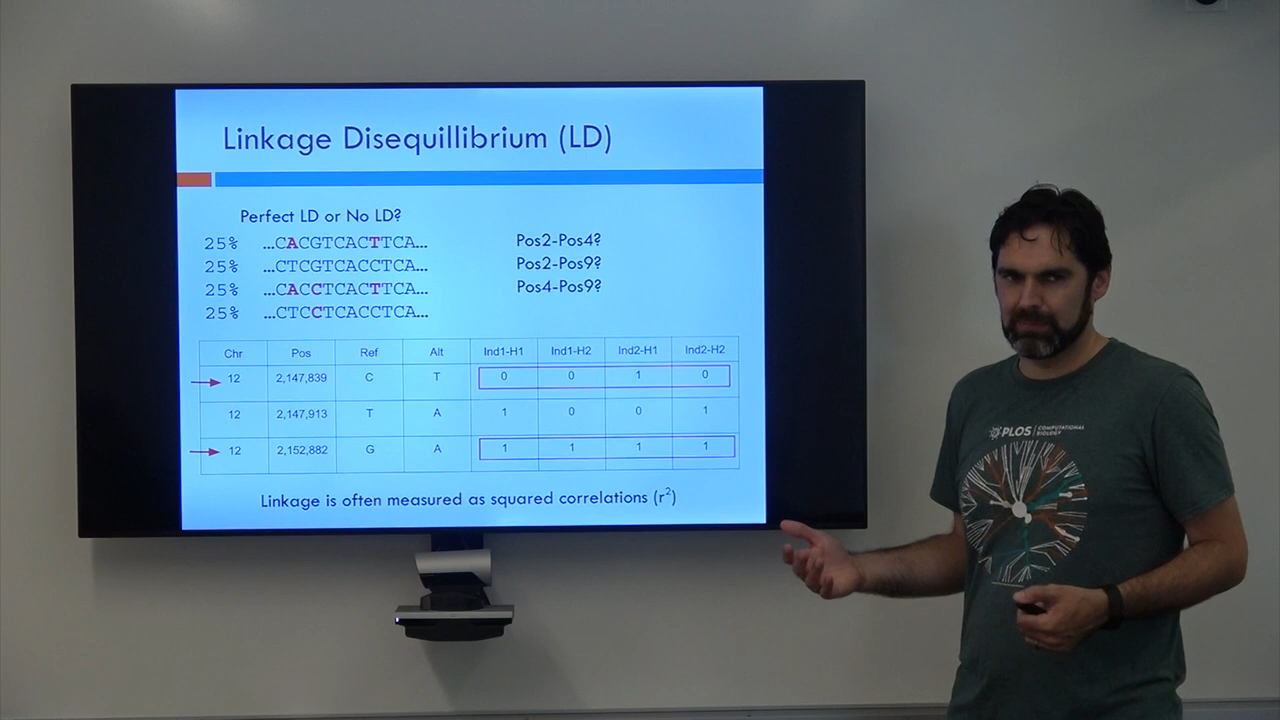 Linkage Disequillibrium (LD)
Perfect LD or No LD?
25% ...CACGTCACTTCA... Pos2-Pos4?
25% ...CTCGTCACCTCA... Pos2-Pos9?
25% ...CACCTCACTTCA... Pos4-Pos9?
25% ...CTCCTCACCTCA...
Chr Pos Ref Alt Ind1-H1 Ind1-H2 Ind2-H1 Ind2-H2
12 2,147,839 C T 0 0 1 0
12 2,147,913 T A 1 0 0 1
12 2,152,882 G A 1 1 1 1
Linkage is often measured as squared correlations (r²)
PLOS COMPUTATIONAL
BIOLOGY